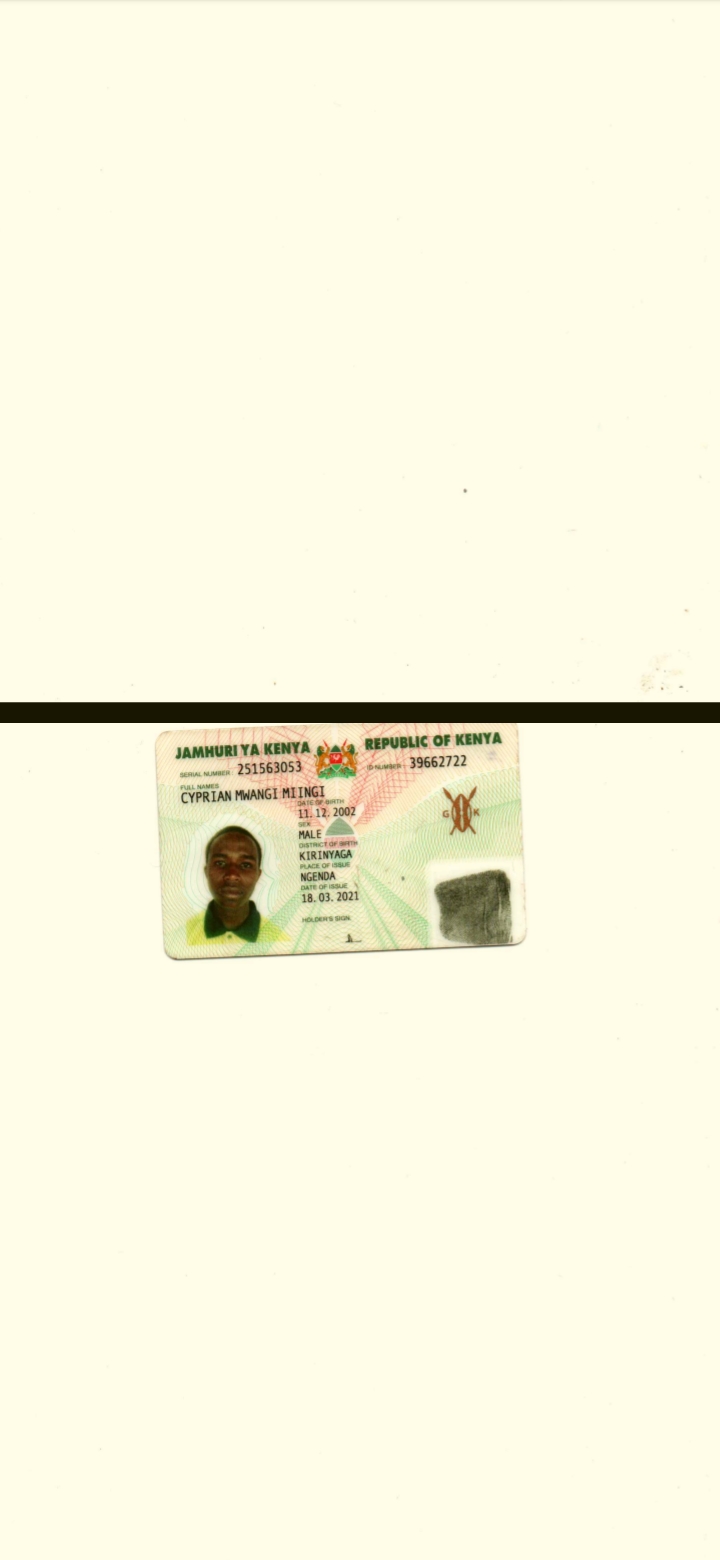 JAMHURI YA KENYA REPUBLIC OF KENYA
SERIAL NUMBER: 251563053 ID NUMBER: 39662722
FULL NAMES
CYPRIAN MWANGI MIINGI
DATE OF BIRTH
11.12.2002
SEX
MALE
DISTRICT OF BIRTH
KIRINYAGA
PLACE OF ISSUE
NGENDA
DATE OF ISSUE
18.03.2021
HOLDER'S SIGN.
G K